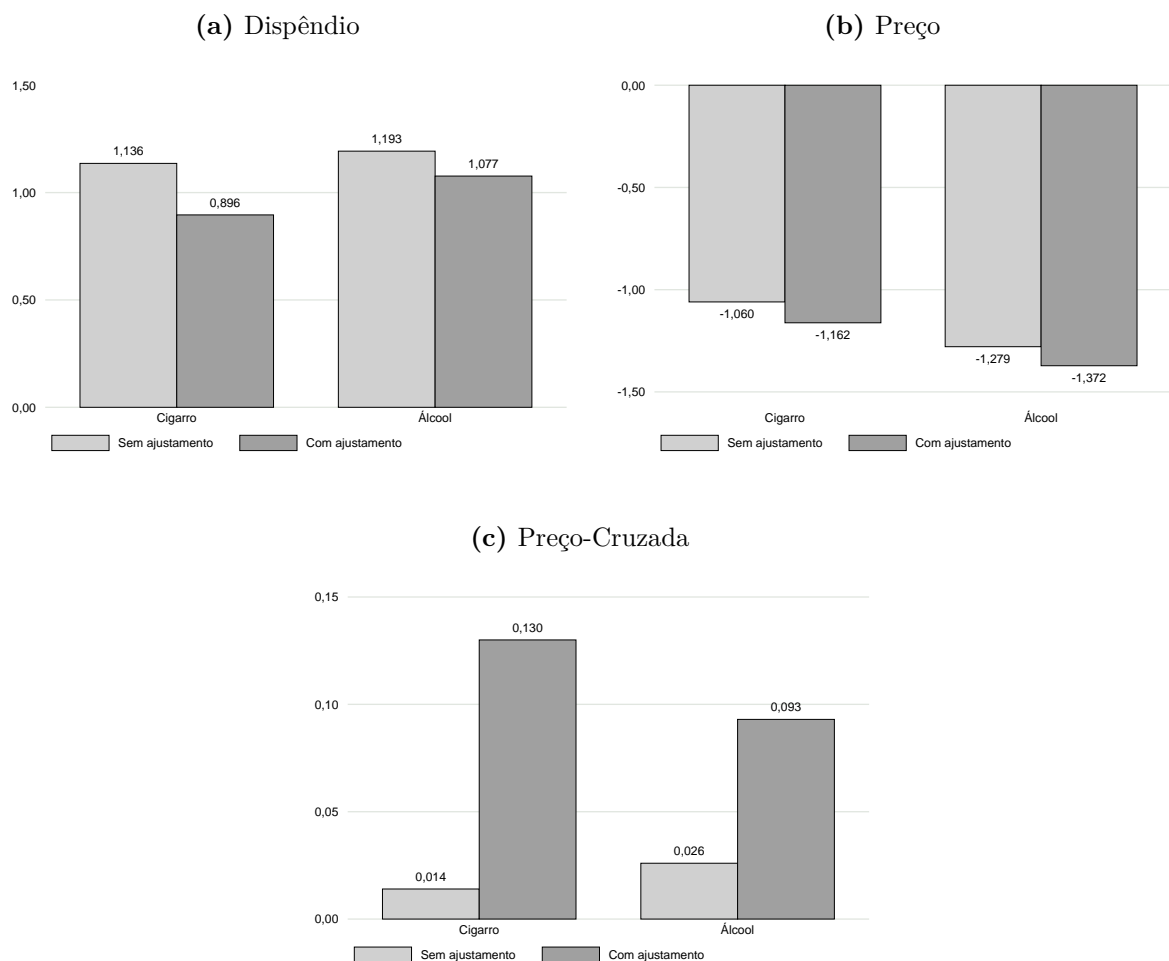 (a) Dispêndio
1,50
1,00
0,50
0,00
1,136
0,896
1,193
1,077
Cigarro
Álcool
Sem ajustamento
Com ajustamento
(b) Preço
0,00
-0,50
-1,00
-1,50
-1,060
-1,162
-1,279
-1,372
Cigarro
Álcool
Sem ajustamento
Com ajustamento
(c) Preço-Cruzada
0,15
0,10
0,05
0,00
0,014
0,130
0,026
0,093
Cigarro
Álcool
Sem ajustamento
Com ajustamento